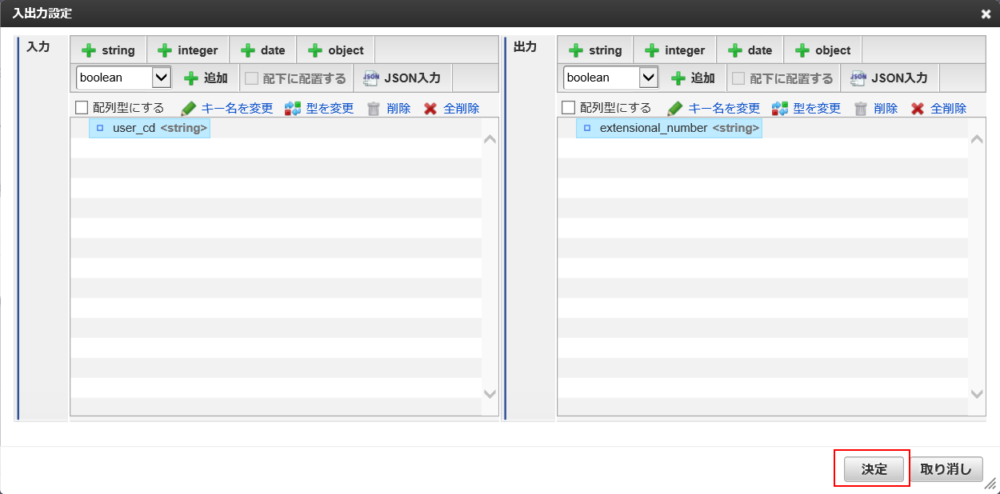 入出力設定
入力
string integer date object
boolean 追加 配下に配置する JSON入力
配列型にする キー名を変更 型を変更 削除 全削除
user_cd <string>
出力
string integer date object
boolean 追加 配下に配置する JSON入力
配列型にする キー名を変更 型を変更 削除 全削除
extensional_number <string>
決定 取り消し